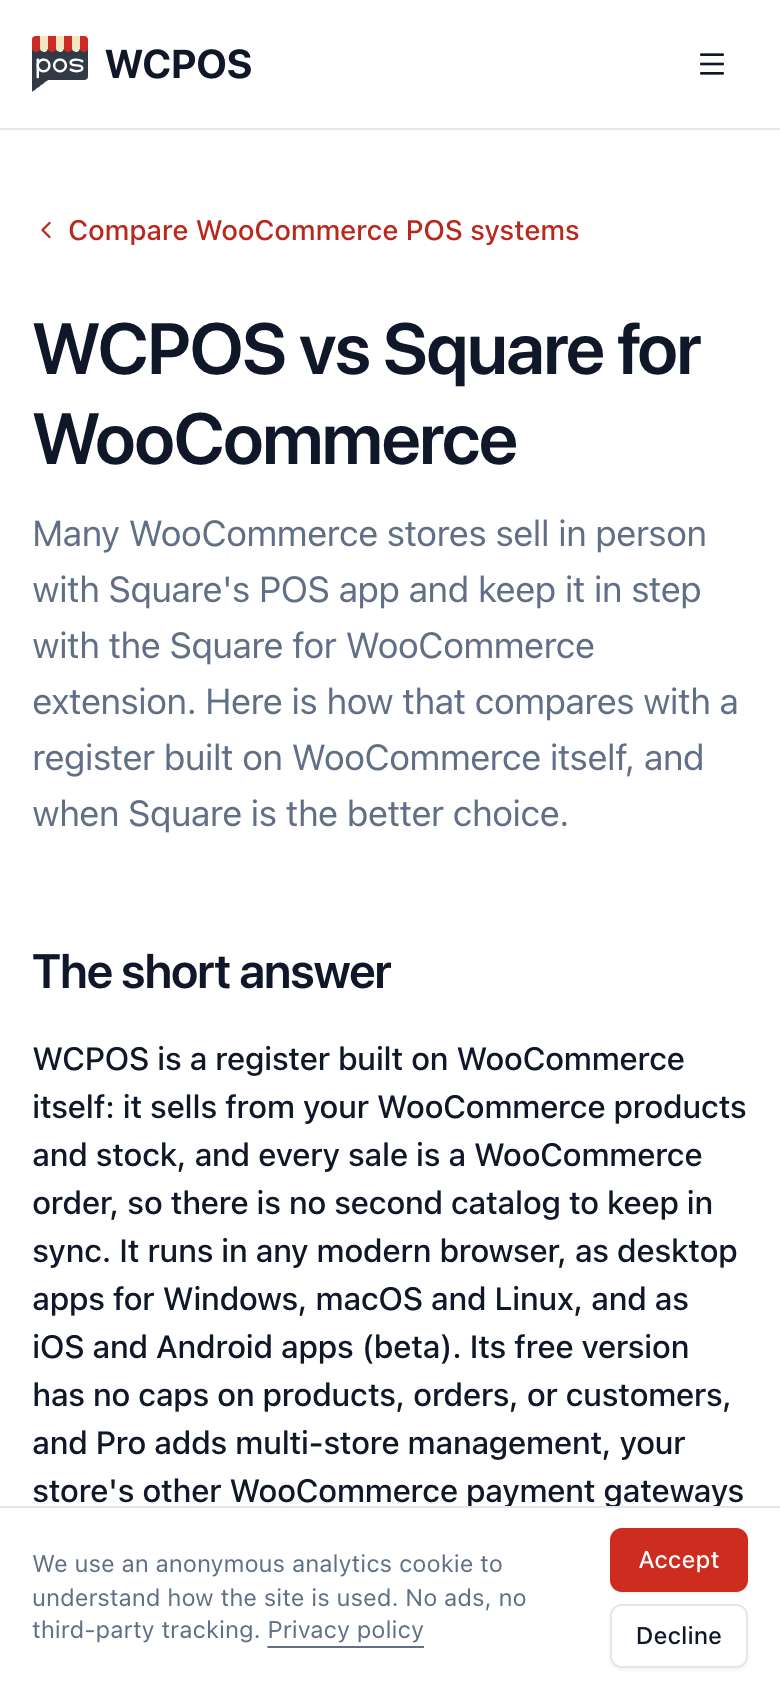 pos WCPOS
Compare WooCommerce POS systems
WCPOS vs Square for
WooCommerce
Many WooCommerce stores sell in person
with Square's POS app and keep it in step
with the Square for WooCommerce
extension. Here is how that compares with a
register built on WooCommerce itself, and
when Square is the better choice.
The short answer
WCPOS is a register built on WooCommerce
itself: it sells from your WooCommerce products
and stock, and every sale is a WooCommerce
order, so there is no second catalog to keep in
sync. It runs in any modern browser, as desktop
apps for Windows, macOS and Linux, and as
iOS and Android apps (beta). Its free version
has no caps on products, orders, or customers,
and Pro adds multi-store management, your
store's other WooCommerce payment gateways
We use an anonymous analytics cookie to
understand how the site is used. No ads, no
third-party tracking. Privacy policy
Accept
Decline